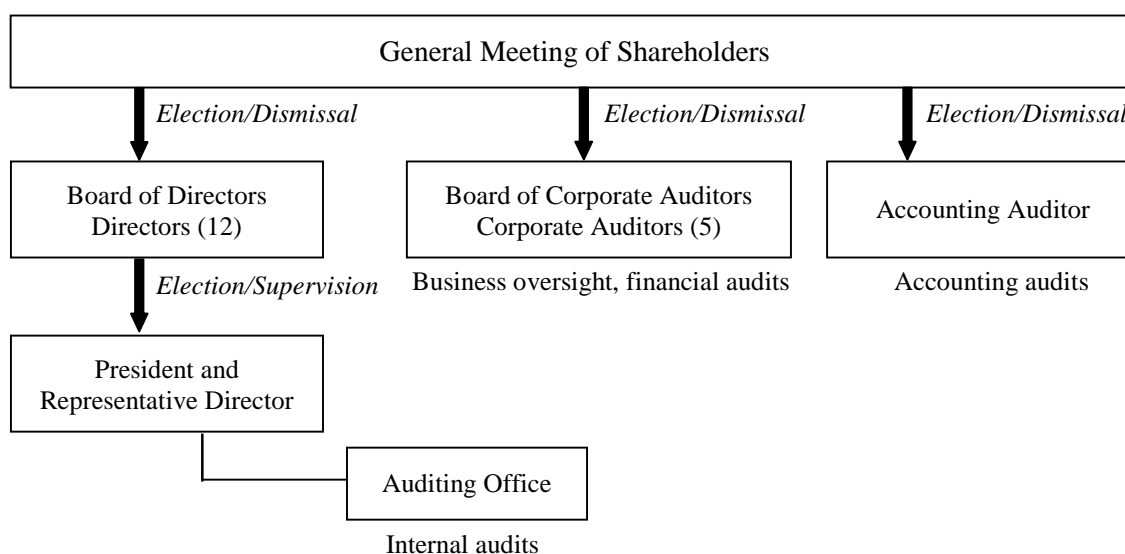 General Meeting of Shareholders
Election/Dismissal
Election/Dismissal
Election/Dismissal
Board of Directors
Directors (12)
Board of Corporate Auditors
Corporate Auditors (5)
Accounting Auditor
Election/Supervision
Business oversight, financial audits
Accounting audits
President and
Representative Director
Auditing Office
Internal audits